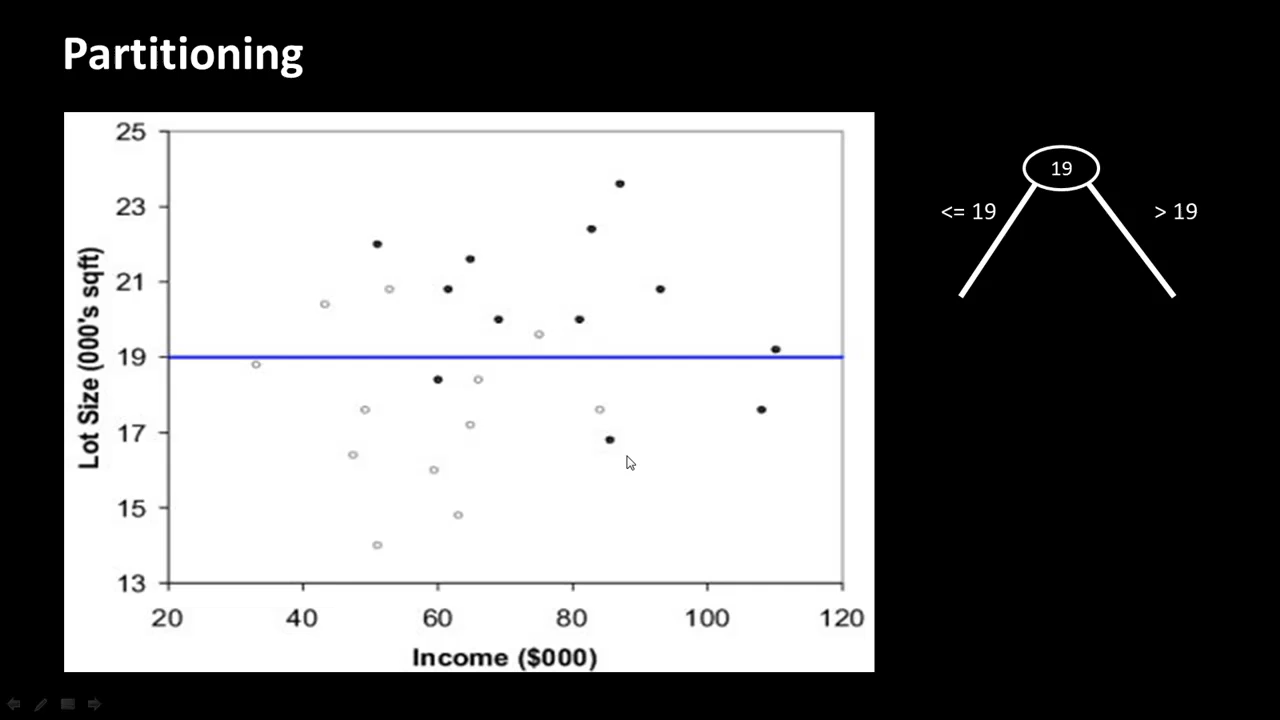 Partitioning
25
23
21
19
17
15
13
Lot Size (000's sqft)
20 40 60 80 100 120
Income ($000)
19
<= 19 > 19